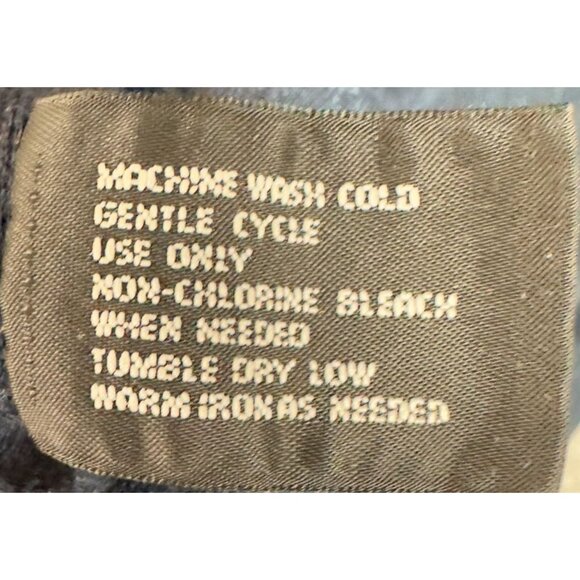 MACHINE WASH COLD
GENTLE CYCLE
USE ONLY
NON-CHLORINE BLEACH
WHEN NEEDED
TUMBLE DRY LOW
WARM IRON AS NEEDED